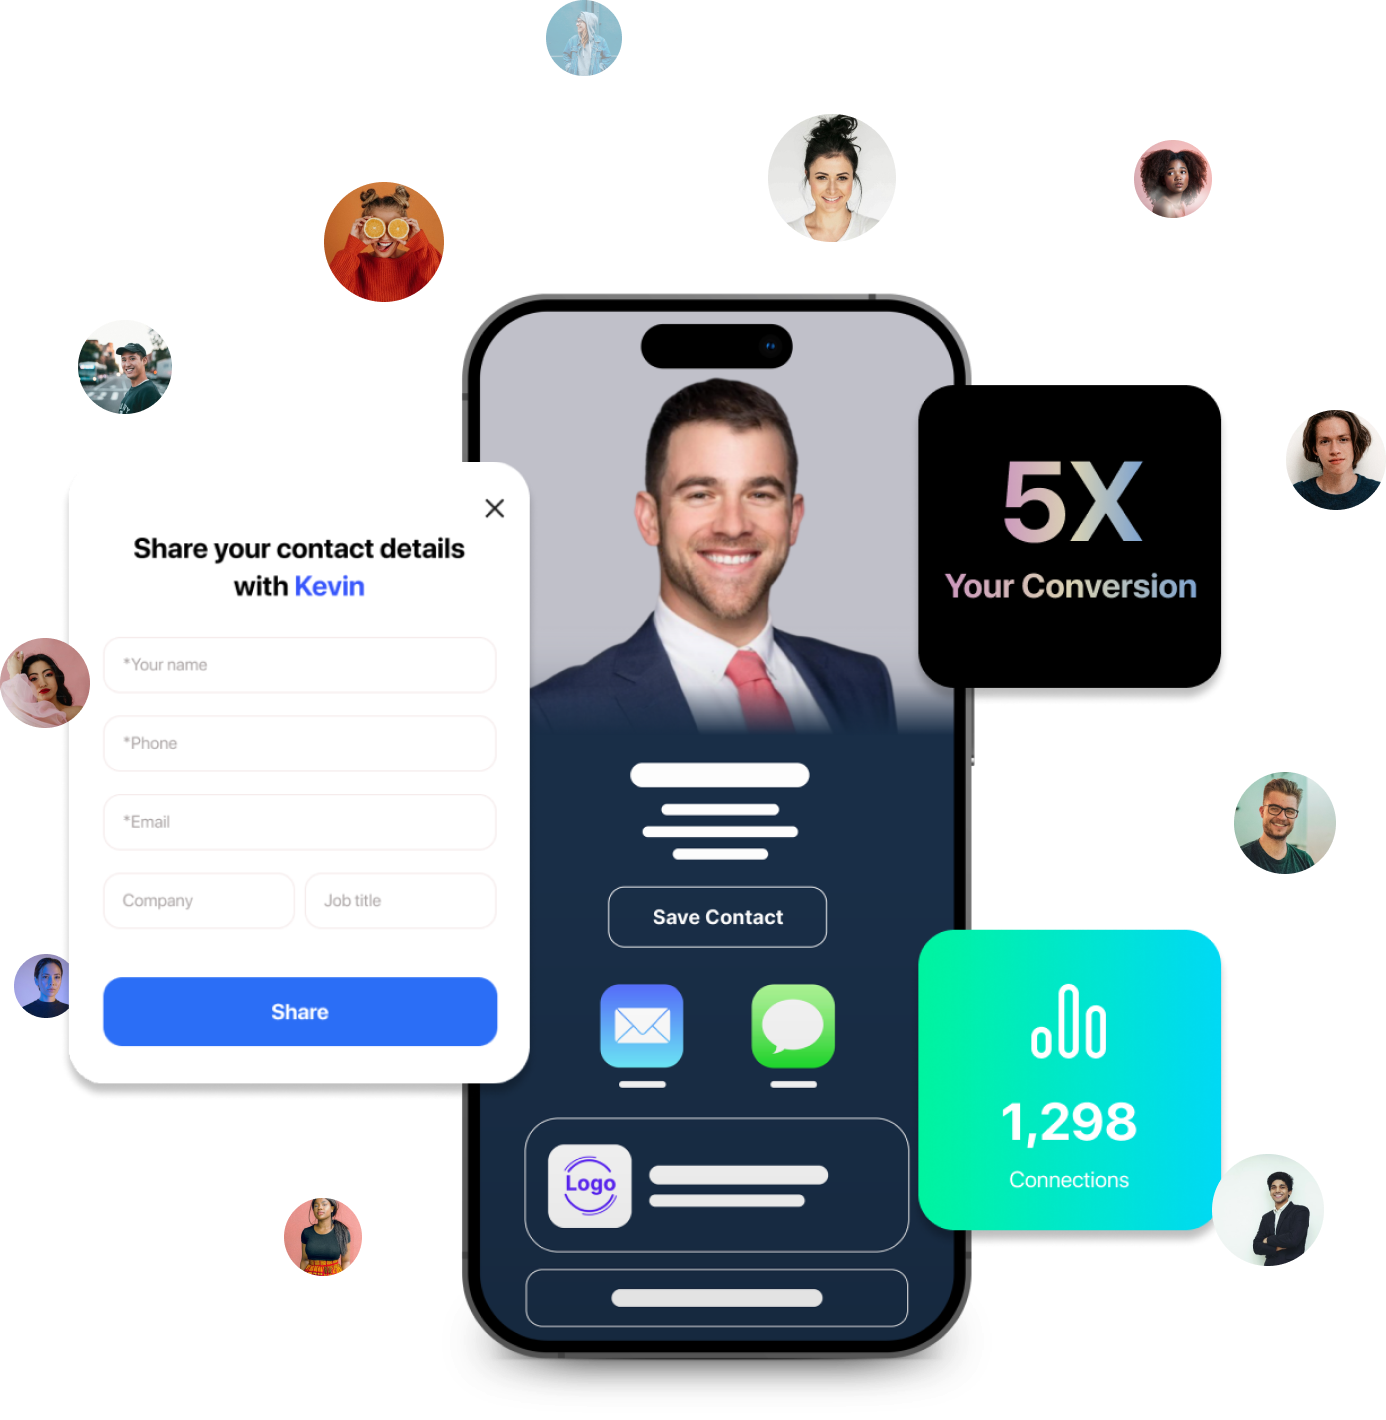 Share your contact details
with Kevin
*Your name
*Phone
*Email
Company
Job title
Share
Save Contact
Logo
5X
Your Conversion
1,298
Connections